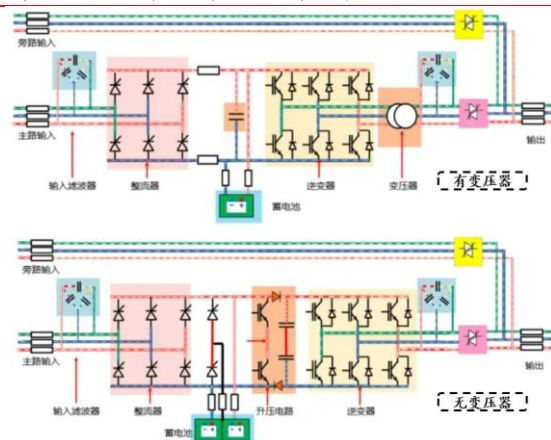 旁路输入
主路输入
输出
输入滤波器
整流器
逆变器
变压器
蓄电池
有变压器
旁路输入
主路输入
输出
输入滤波器
整流器
升压电路
逆变器
蓄电池
无变压器